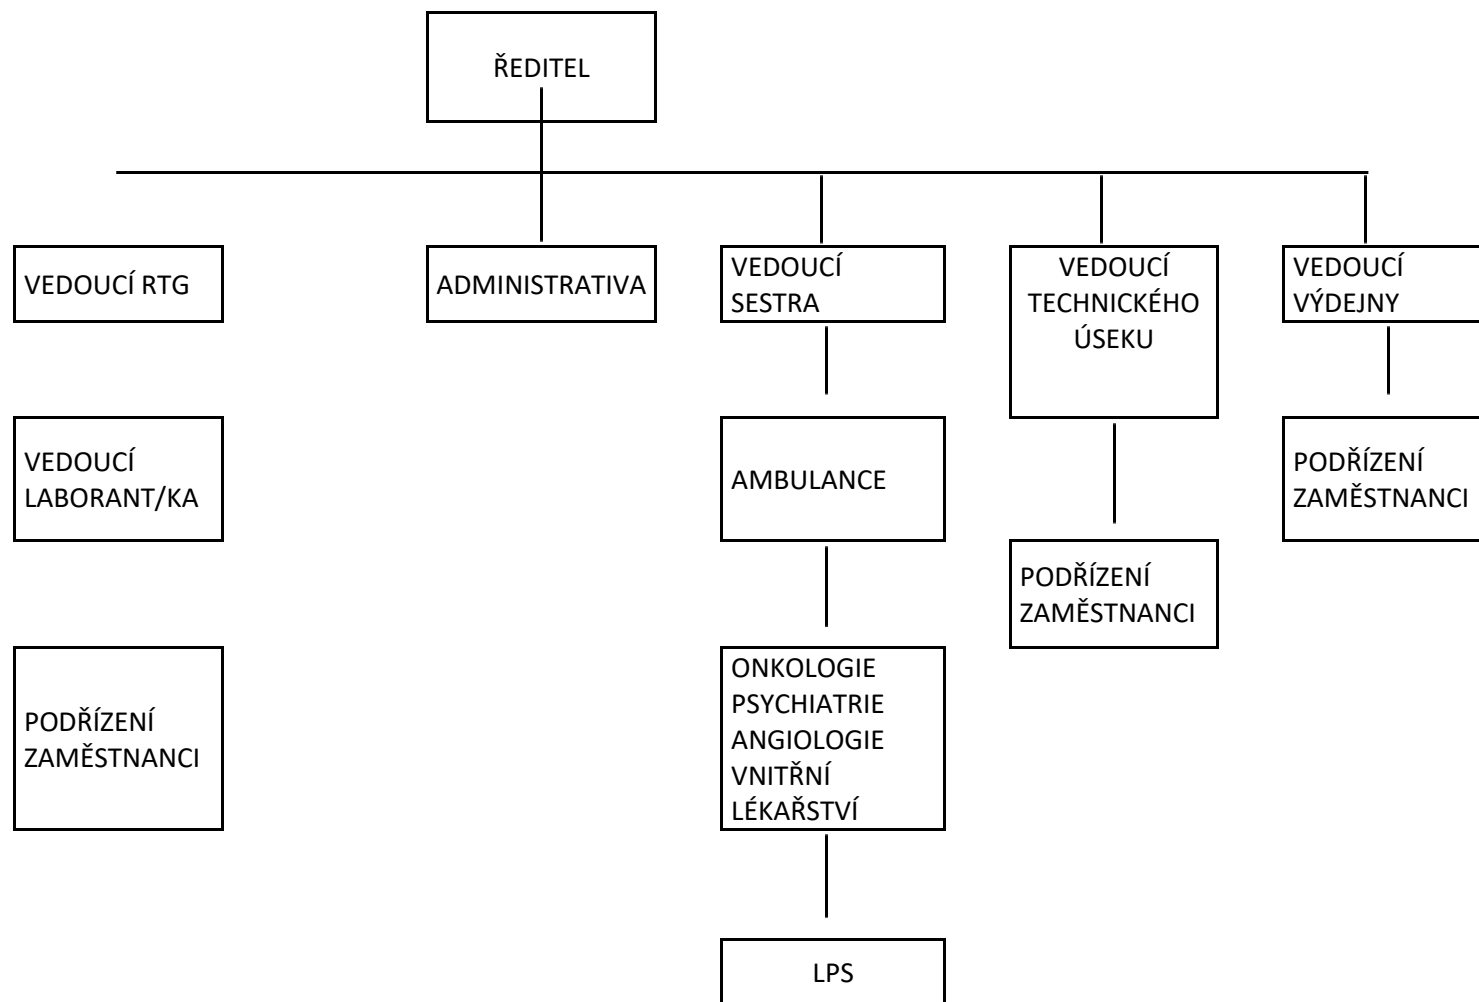 ŘEDITEL
VEDOUCÍ RTG
ADMINISTRATIVA
VEDOUCÍ
SESTRA
VEDOUCÍ
TECHNICKÉHO
ÚSEKU
VEDOUCÍ
VÝDEJNY
VEDOUCÍ
LABORANT/KA
AMBULANCE
PODŘÍZENÍ
ZAMĚSTNANCI
PODŘÍZENÍ
ZAMĚSTNANCI
PODŘÍZENÍ
ZAMĚSTNANCI
ONKOLOGIE
PSYCHIATRIE
ANGIOLOGIE
VNITŘNÍ
LÉKAŘSTVÍ
LPS